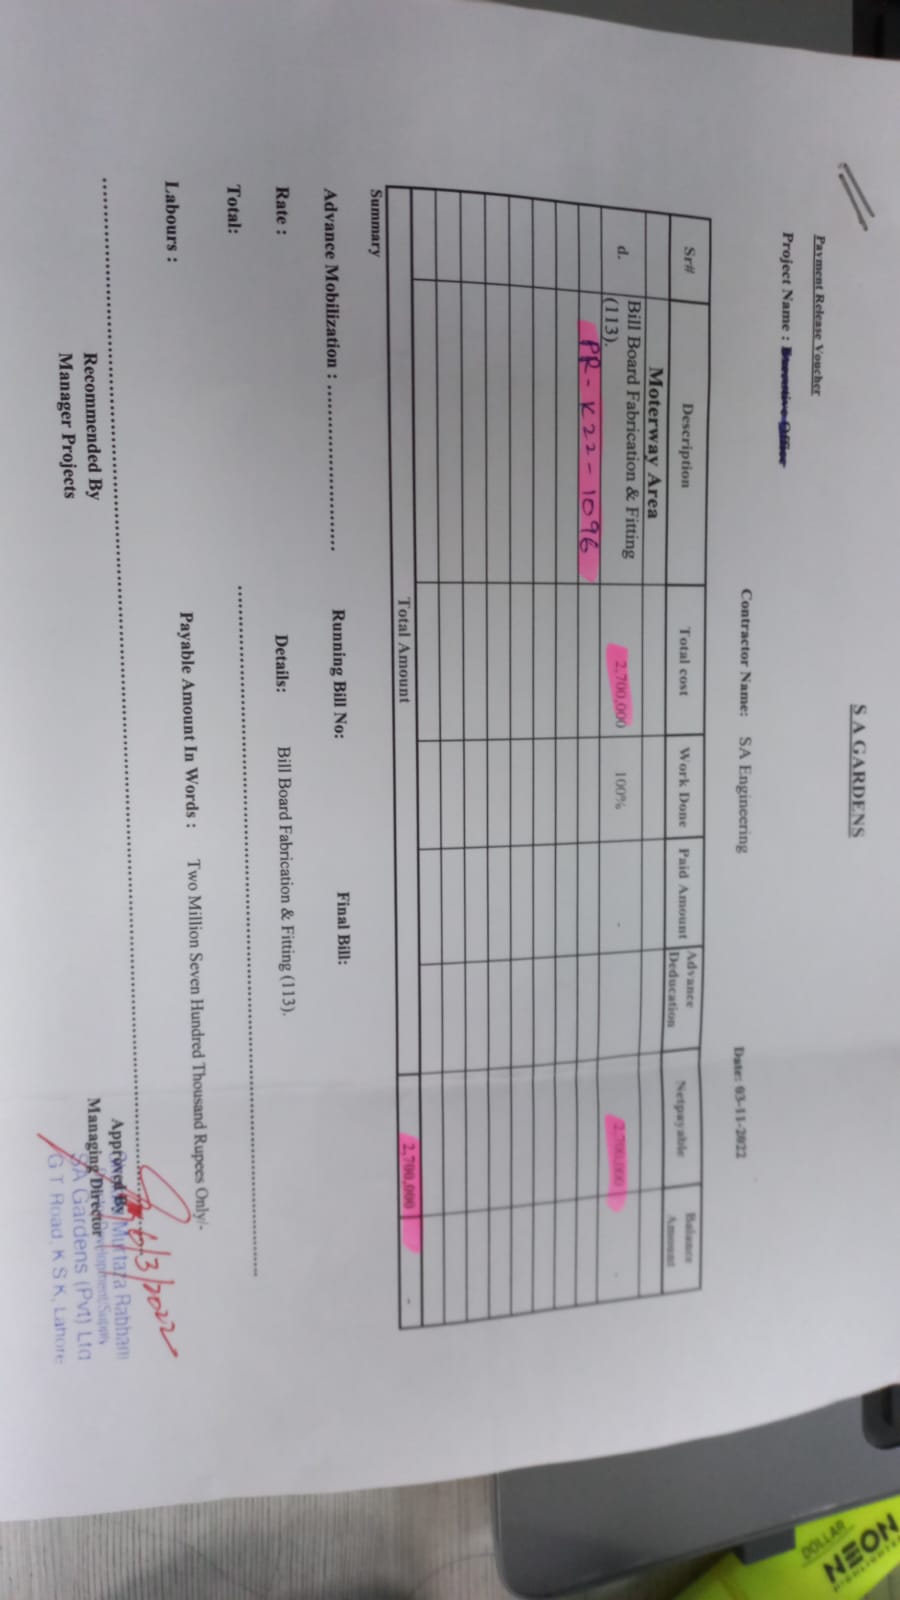 S A GARDENS
Payment Release Voucher
Project Name : Executive Office
Contractor Name: SA Engineering
Date: 03-11-2022
Sr# Description Total cost Work Done Paid Amount Advance Deducation Netpayable Balance Amount
Moterway Area
d. Bill Board Fabrication & Fitting (113). 2,700,000 100% - 2,700,000 -
PR - K22 - 1096
Total Amount 2,700,000 -
Summary
Advance Mobilization : .............................. Running Bill No: Final Bill:
Rate : Details: Bill Board Fabrication & Fitting (113).
Total:
Labours : Payable Amount In Words : Two Million Seven Hundred Thousand Rupees Only/-
6/3/2022
Recommended By
Manager Projects
Approved By
Managing Director
Murtaza
Development/Supply
SA Gardens (Pvt) Ltd
G T Road, K S K, Lahore
DOLLAR
NEON
HIGHLIGHTER